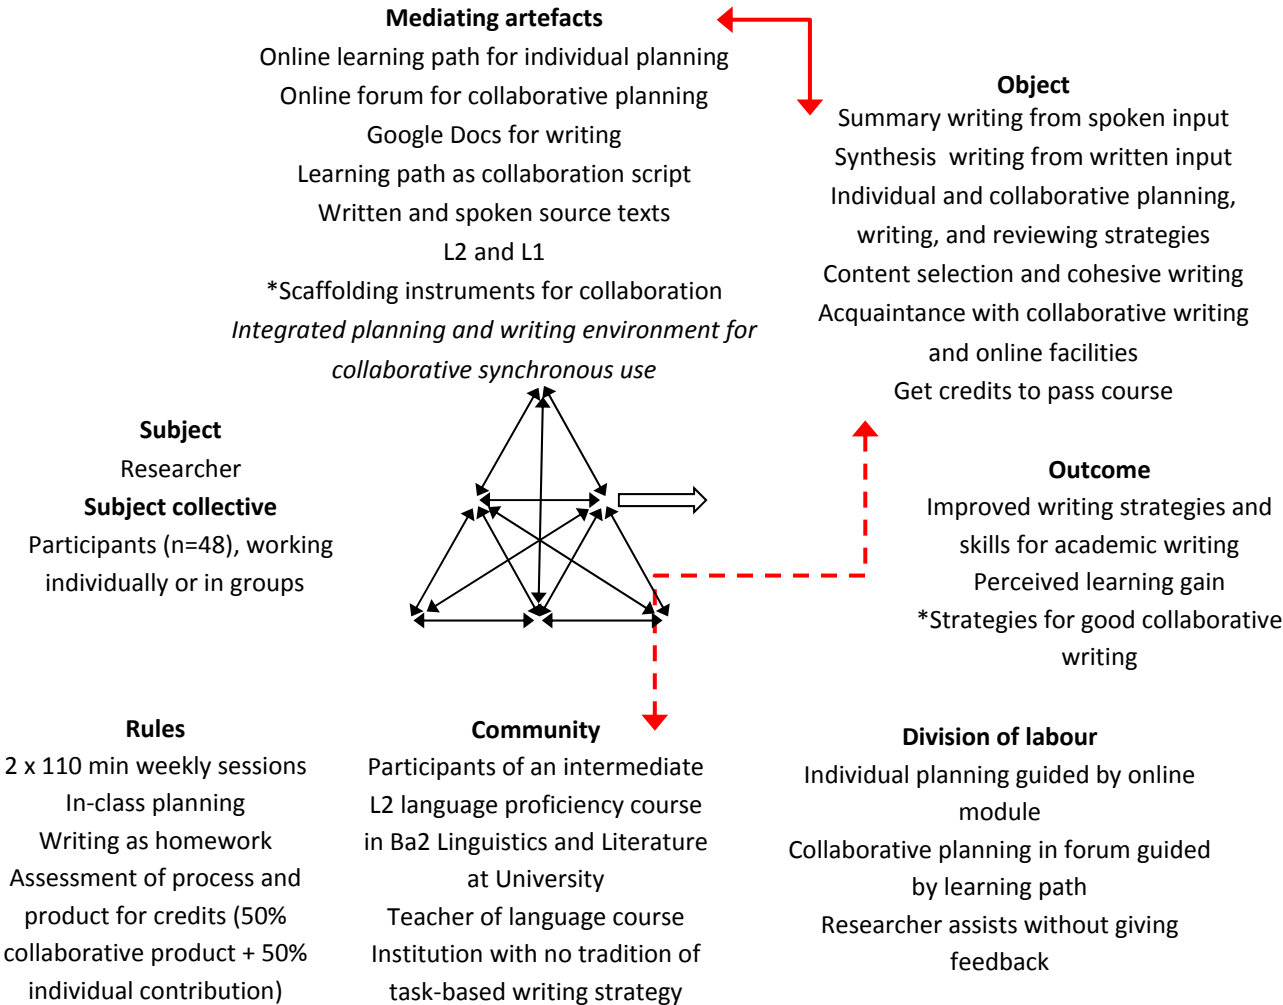 Mediating artefacts
Online learning path for individual planning
Online forum for collaborative planning
Google Docs for writing
Learning path as collaboration script
Written and spoken source texts
L2 and L1
*Scaffolding instruments for collaboration
Integrated planning and writing environment for
collaborative synchronous use
Object
Summary writing from spoken input
Synthesis writing from written input
Individual and collaborative planning,
writing, and reviewing strategies
Content selection and cohesive writing
Acquaintance with collaborative writing
and online facilities
Get credits to pass course
Subject
Researcher
Subject collective
Participants (n=48), working
individually or in groups
Outcome
Improved writing strategies and
skills for academic writing
Perceived learning gain
*Strategies for good collaborative
writing
Rules
2 x 110 min weekly sessions
In-class planning
Writing as homework
Assessment of process and
product for credits (50%
collaborative product + 50%
individual contribution)
Community
Participants of an intermediate
L2 language proficiency course
in Ba2 Linguistics and Literature
at University
Teacher of language course
Institution with no tradition of
task-based writing strategy
Division of labour
Individual planning guided by online
module
Collaborative planning in forum guided
by learning path
Researcher assists without giving
feedback